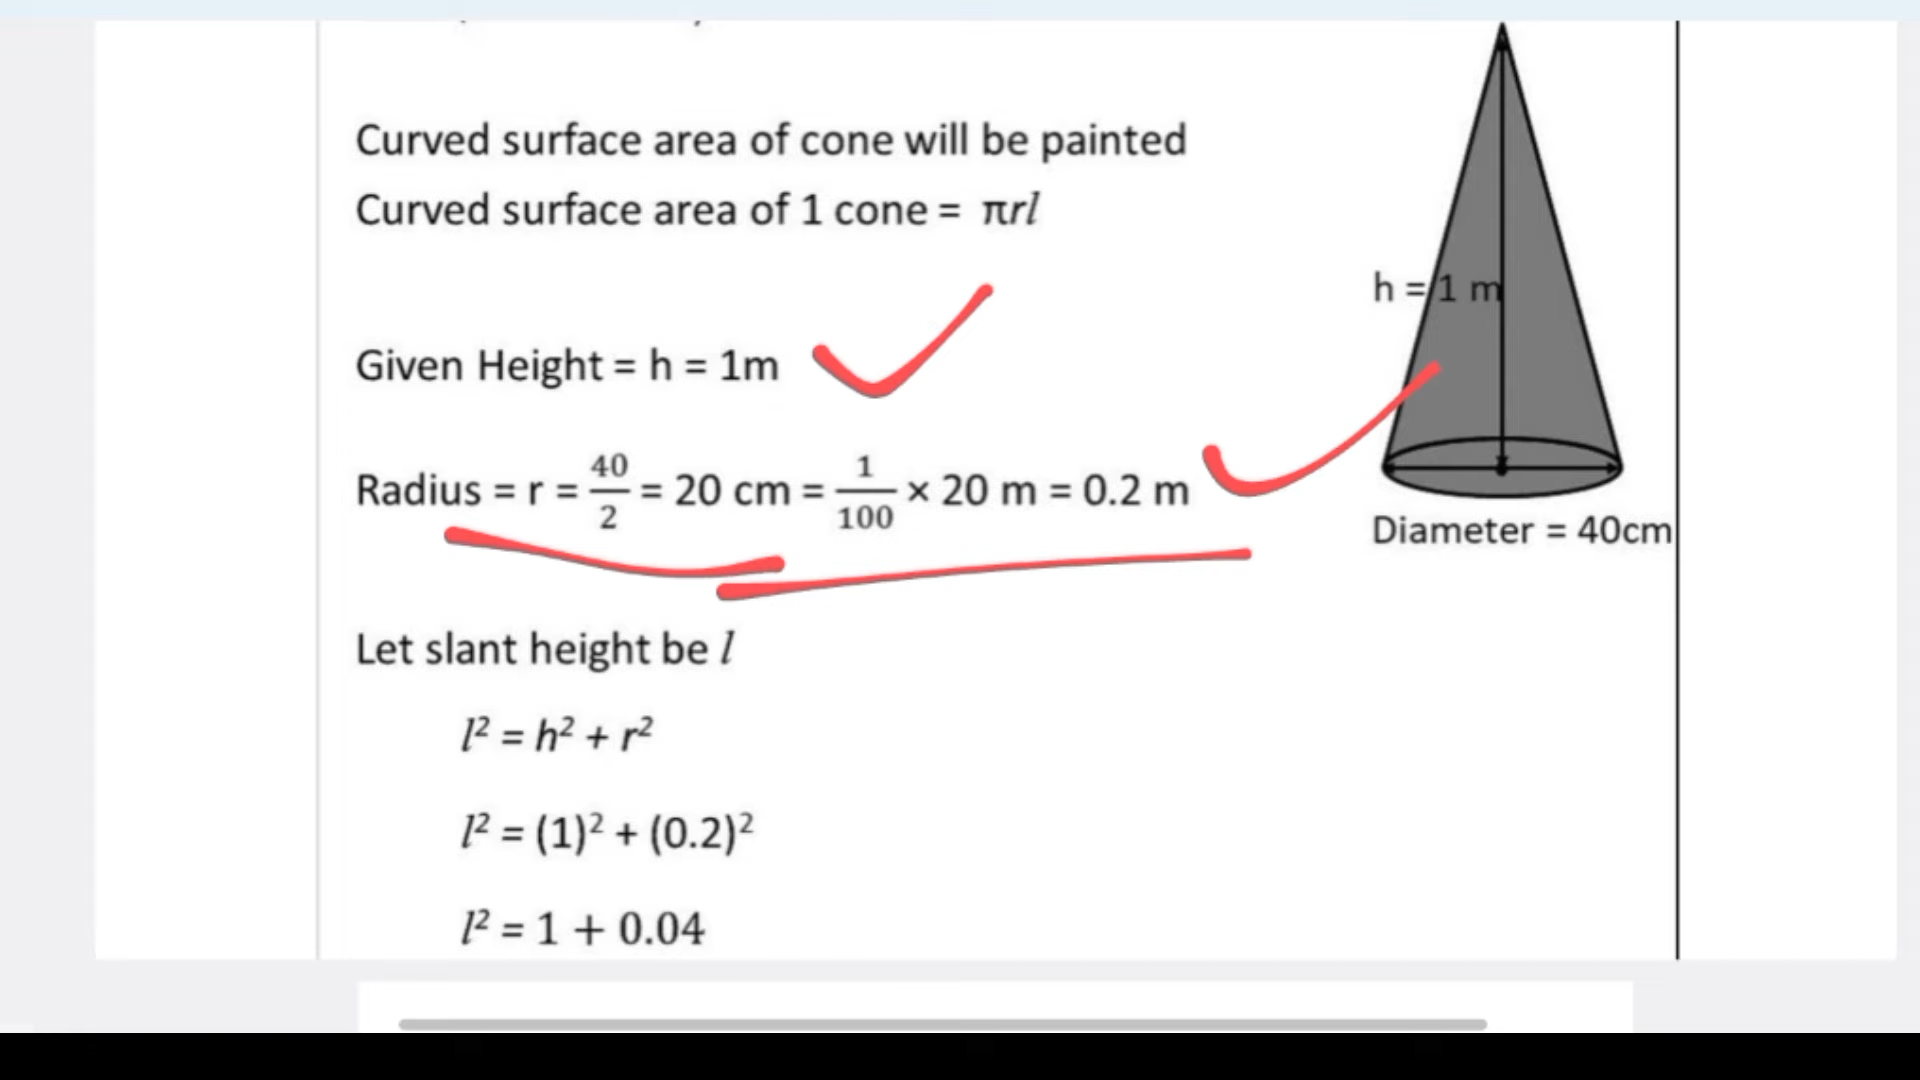 Curved surface area of cone will be painted
Curved surface area of 1 cone = πrl
h = 1 m
Given Height = h = 1m
Radius = r = 40/2 = 20 cm = 1/100 × 20 m = 0.2 m
Diameter = 40cm
Let slant height be l
l² = h² + r²
l² = (1)² + (0.2)²
l² = 1 + 0.04